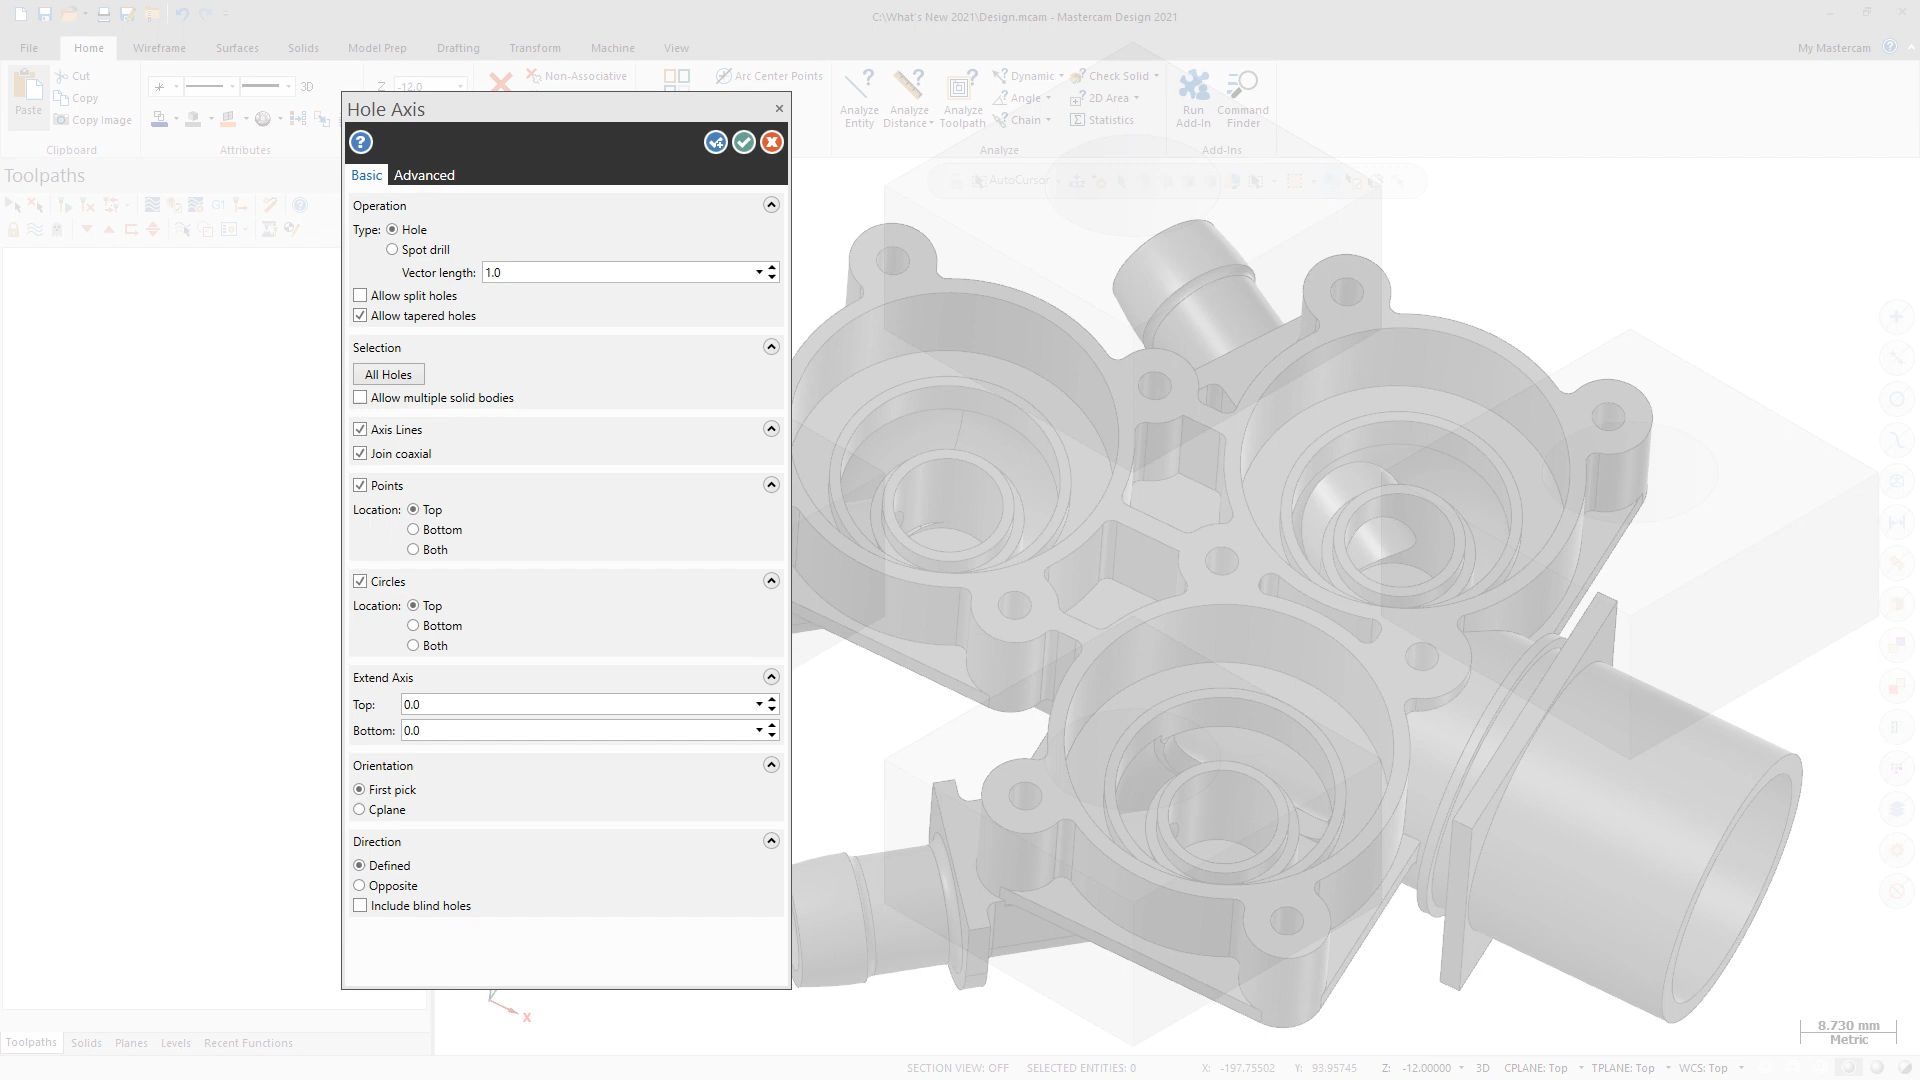 C:\What's New 2021\Design.mcam - Mastercam Design 2021
File Home Wireframe Surfaces Solids Model Prep Drafting Transform Machine View My Mastercam
Paste
Cut
Copy
Copy Image
Clipboard
3D
Attributes
Z -12.0
Non-Associative
Arc Center Points
Analyze Entity
Analyze Distance
Analyze Toolpath
Dynamic
Angle
Chain
Check Solid
2D Area
Statistics
Analyze
Run Add-In
Command Finder
Add-Ins
AutoCursor
Toolpaths
G1
Hole Axis
Basic Advanced
Operation
Type: Hole
Spot drill
Vector length: 1.0
Allow split holes
Allow tapered holes
Selection
All Holes
Allow multiple solid bodies
Axis Lines
Join coaxial
Points
Location: Top
Bottom
Both
Circles
Location: Top
Bottom
Both
Extend Axis
Top: 0.0
Bottom: 0.0
Orientation
First pick
Cplane
Direction
Defined
Opposite
Include blind holes
X
8.730 mm
Metric
Toolpaths Solids Planes Levels Recent Functions
SECTION VIEW: OFF SELECTED ENTITIES: 0 X: -197.75502 Y: 93.95745 Z: -12.00000 3D CPLANE: Top TPLANE: Top WCS: Top